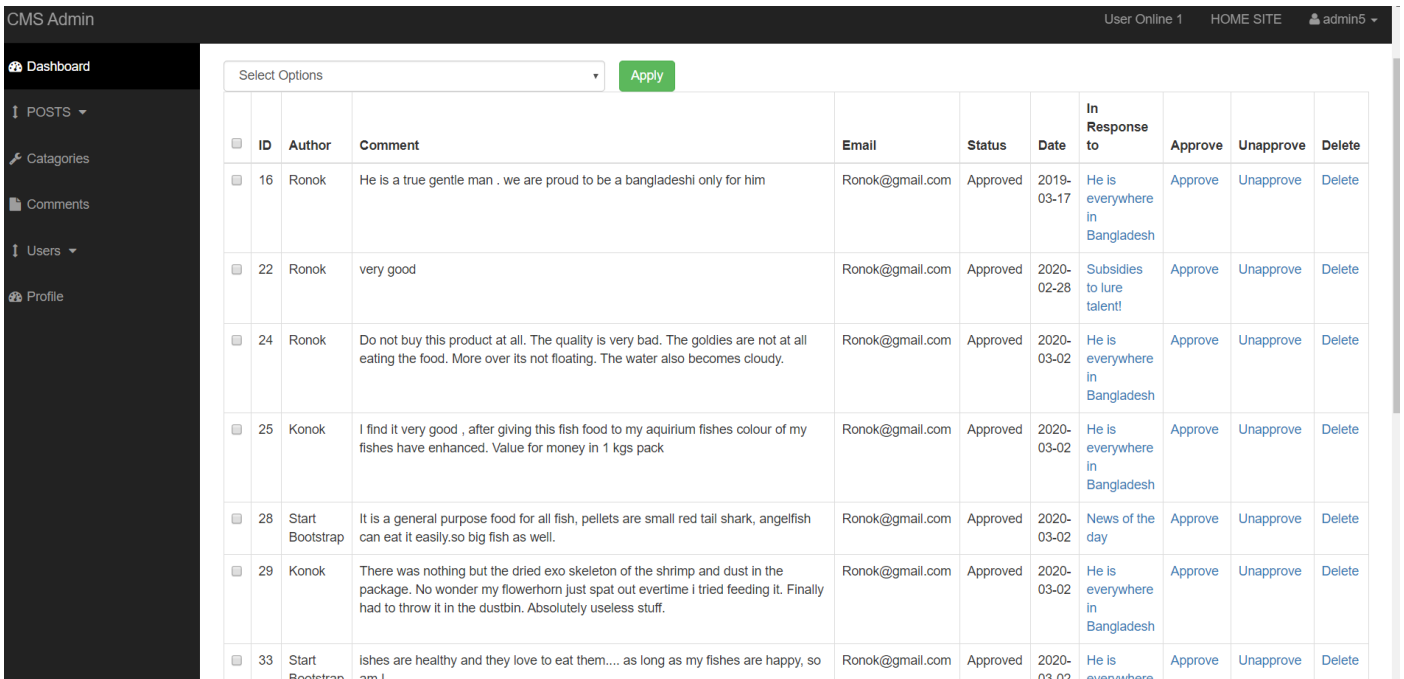 CMS Admin
User Online 1 HOME SITE admin5
Dashboard
POSTS
Catagories
Comments
Users
Profile
Select Options Apply
ID Author Comment Email Status Date In Response to Approve Unapprove Delete
16 Ronok He is a true gentle man . we are proud to be a bangladeshi only for him Ronok@gmail.com Approved 2019-03-17 He is everywhere in Bangladesh Approve Unapprove Delete
22 Ronok very good Ronok@gmail.com Approved 2020-02-28 Subsidies to lure talent! Approve Unapprove Delete
24 Ronok Do not buy this product at all. The quality is very bad. The goldies are not at all eating the food. More over its not floating. The water also becomes cloudy. Ronok@gmail.com Approved 2020-03-02 He is everywhere in Bangladesh Approve Unapprove Delete
25 Konok I find it very good , after giving this fish food to my aquirium fishes colour of my fishes have enhanced. Value for money in 1 kgs pack Ronok@gmail.com Approved 2020-03-02 He is everywhere in Bangladesh Approve Unapprove Delete
28 Start Bootstrap It is a general purpose food for all fish, pellets are small red tail shark, angelfish can eat it easily.so big fish as well. Ronok@gmail.com Approved 2020-03-02 News of the day Approve Unapprove Delete
29 Konok There was nothing but the dried exo skeleton of the shrimp and dust in the package. No wonder my flowerhorn just spat out evertime i tried feeding it. Finally had to throw it in the dustbin. Absolutely useless stuff. Ronok@gmail.com Approved 2020-03-02 He is everywhere in Bangladesh Approve Unapprove Delete
33 Start Bootstrap ishes are healthy and they love to eat them.... as long as my fishes are happy, so am I Ronok@gmail.com Approved 2020-03-02 He is everywhere Approve Unapprove Delete